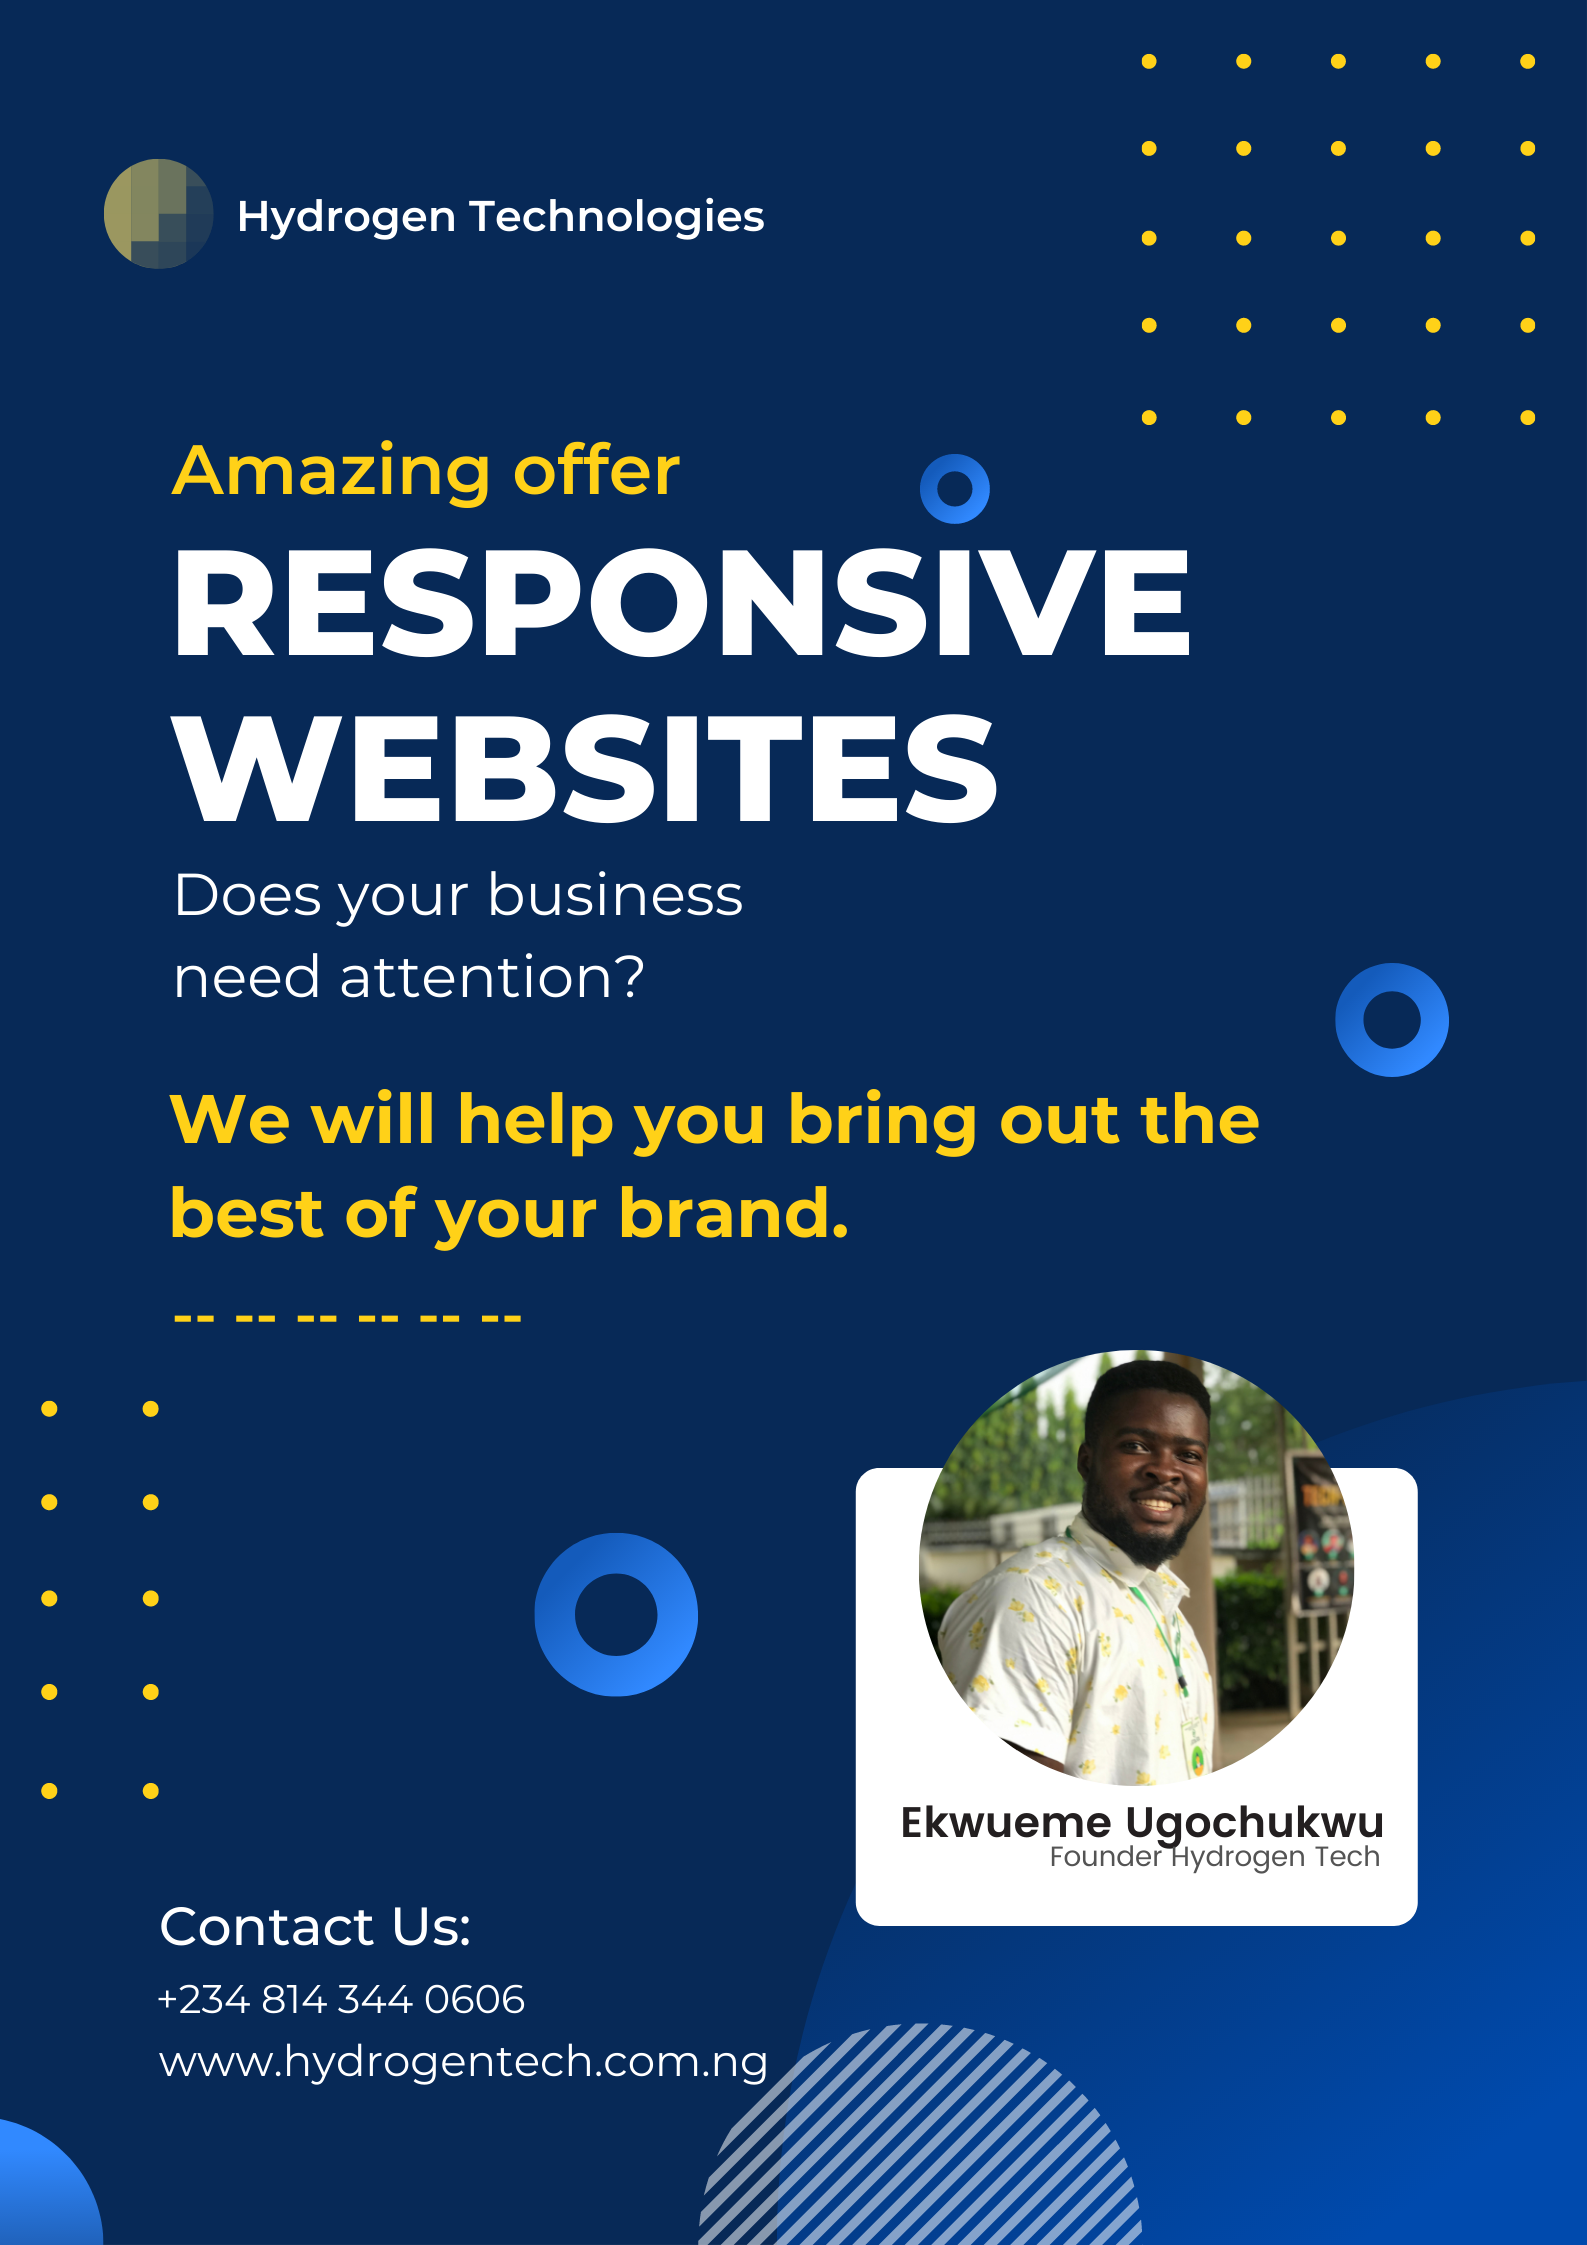 Hydrogen Technologies
Amazing offer
RESPONSIVE
WEBSITES
Does your business
need attention?
We will help you bring out the
best of your brand.
-- -- -- -- -- --
Ekwueme Ugochukwu
Founder Hydrogen Tech
Contact Us:
+234 814 344 0606
www.hydrogentech.com.ng